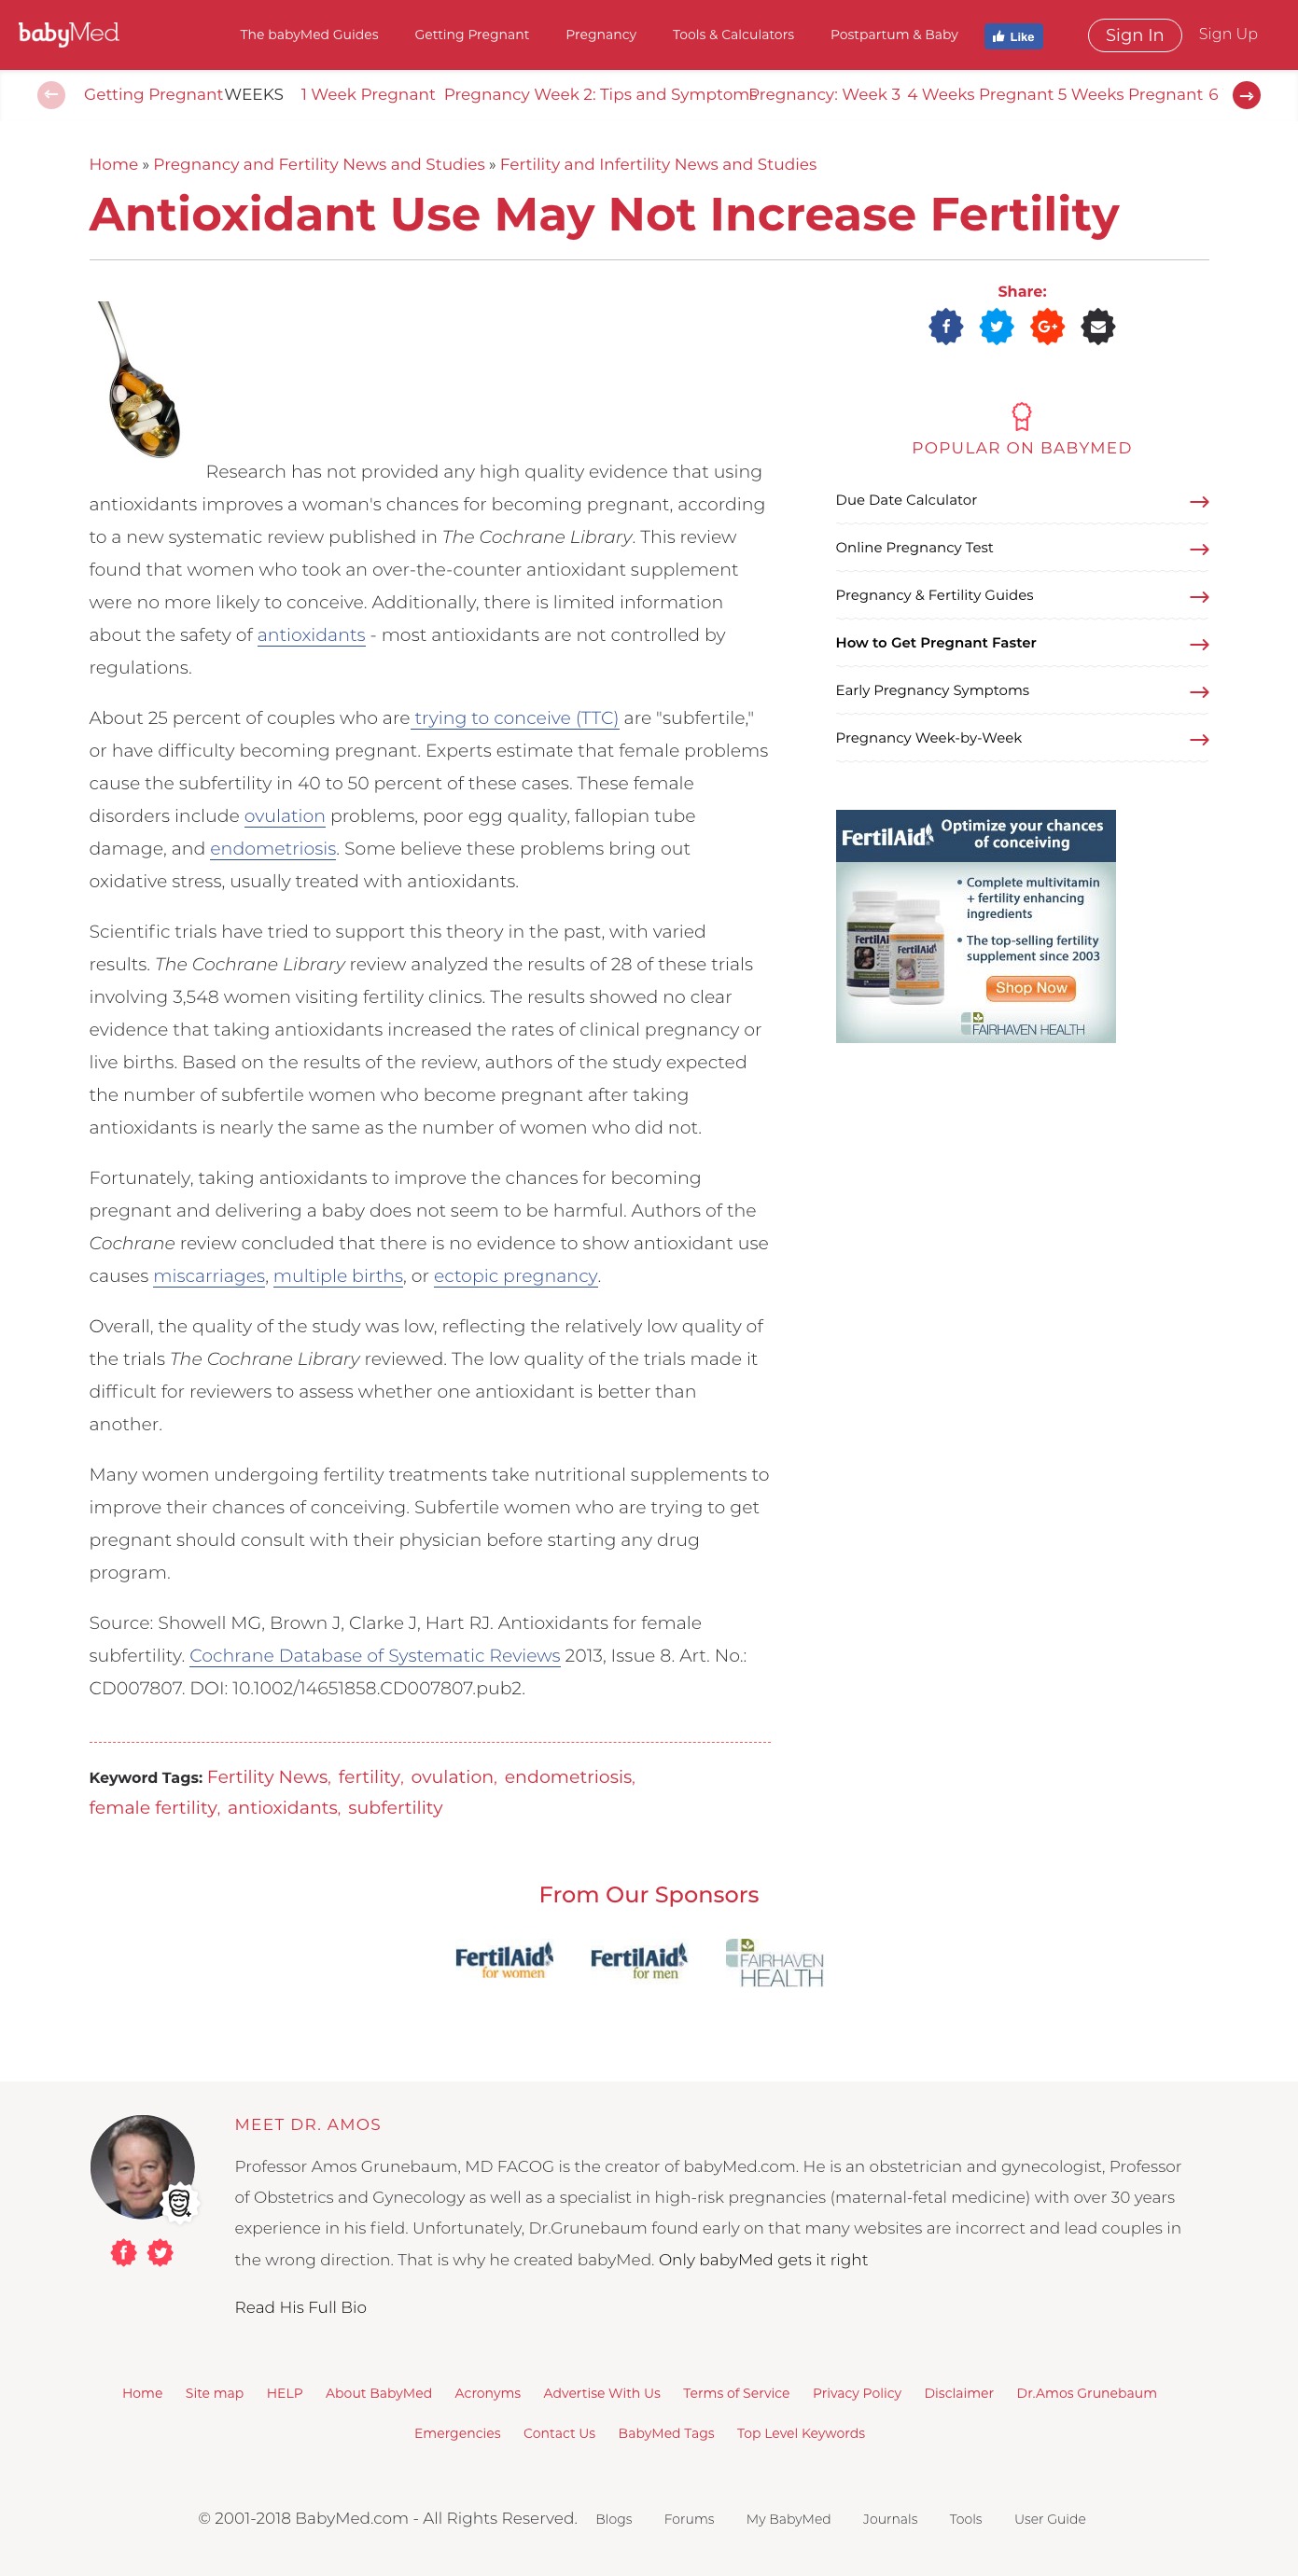 babyMed
The babyMed Guides
Getting Pregnant
Pregnancy
Tools & Calculators
Postpartum & Baby
Like
Sign In
Sign Up
Getting Pregnant WEEKS 1 Week Pregnant Pregnancy Week 2: Tips and Symptoms Pregnancy: Week 3 4 Weeks Pregnant 5 Weeks Pregnant 6
Home » Pregnancy and Fertility News and Studies » Fertility and Infertility News and Studies
Antioxidant Use May Not Increase Fertility
Research has not provided any high quality evidence that using
antioxidants improves a woman's chances for becoming pregnant, according
to a new systematic review published in The Cochrane Library. This review
found that women who took an over-the-counter antioxidant supplement
were no more likely to conceive. Additionally, there is limited information
about the safety of antioxidants - most antioxidants are not controlled by
regulations.
About 25 percent of couples who are trying to conceive (TTC) are "subfertile,"
or have difficulty becoming pregnant. Experts estimate that female problems
cause the subfertility in 40 to 50 percent of these cases. These female
disorders include ovulation problems, poor egg quality, fallopian tube
damage, and endometriosis. Some believe these problems bring out
oxidative stress, usually treated with antioxidants.
Scientific trials have tried to support this theory in the past, with varied
results. The Cochrane Library review analyzed the results of 28 of these trials
involving 3,548 women visiting fertility clinics. The results showed no clear
evidence that taking antioxidants increased the rates of clinical pregnancy or
live births. Based on the results of the review, authors of the study expected
the number of subfertile women who become pregnant after taking
antioxidants is nearly the same as the number of women who did not.
Fortunately, taking antioxidants to improve the chances for becoming
pregnant and delivering a baby does not seem to be harmful. Authors of the
Cochrane review concluded that there is no evidence to show antioxidant use
causes miscarriages, multiple births, or ectopic pregnancy.
Overall, the quality of the study was low, reflecting the relatively low quality of
the trials The Cochrane Library reviewed. The low quality of the trials made it
difficult for reviewers to assess whether one antioxidant is better than
another.
Many women undergoing fertility treatments take nutritional supplements to
improve their chances of conceiving. Subfertile women who are trying to get
pregnant should consult with their physician before starting any drug
program.
Source: Showell MG, Brown J, Clarke J, Hart RJ. Antioxidants for female
subfertility. Cochrane Database of Systematic Reviews 2013, Issue 8. Art. No.:
CD007807. DOI: 10.1002/14651858.CD007807.pub2.
Keyword Tags: Fertility News, fertility, ovulation, endometriosis,
female fertility, antioxidants, subfertility
Share:
POPULAR ON BABYMED
Due Date Calculator
Online Pregnancy Test
Pregnancy & Fertility Guides
How to Get Pregnant Faster
Early Pregnancy Symptoms
Pregnancy Week-by-Week
FertilAid
Optimize your chances
of conceiving
• Complete multivitamin
+ fertility enhancing
ingredients
• The top-selling fertility
supplement since 2003
FertilAid
Shop Now
FAIRHAVEN HEALTH
From Our Sponsors
FertilAid
for women
FertilAid
for men
FAIRHAVEN
HEALTH
MEET DR. AMOS
Professor Amos Grunebaum, MD FACOG is the creator of babyMed.com. He is an obstetrician and gynecologist, Professor
of Obstetrics and Gynecology as well as a specialist in high-risk pregnancies (maternal-fetal medicine) with over 30 years
experience in his field. Unfortunately, Dr.Grunebaum found early on that many websites are incorrect and lead couples in
the wrong direction. That is why he created babyMed. Only babyMed gets it right
Read His Full Bio
Home Site map HELP About BabyMed Acronyms Advertise With Us Terms of Service Privacy Policy Disclaimer Dr.Amos Grunebaum
Emergencies Contact Us BabyMed Tags Top Level Keywords
© 2001-2018 BabyMed.com - All Rights Reserved. Blogs Forums My BabyMed Journals Tools User Guide